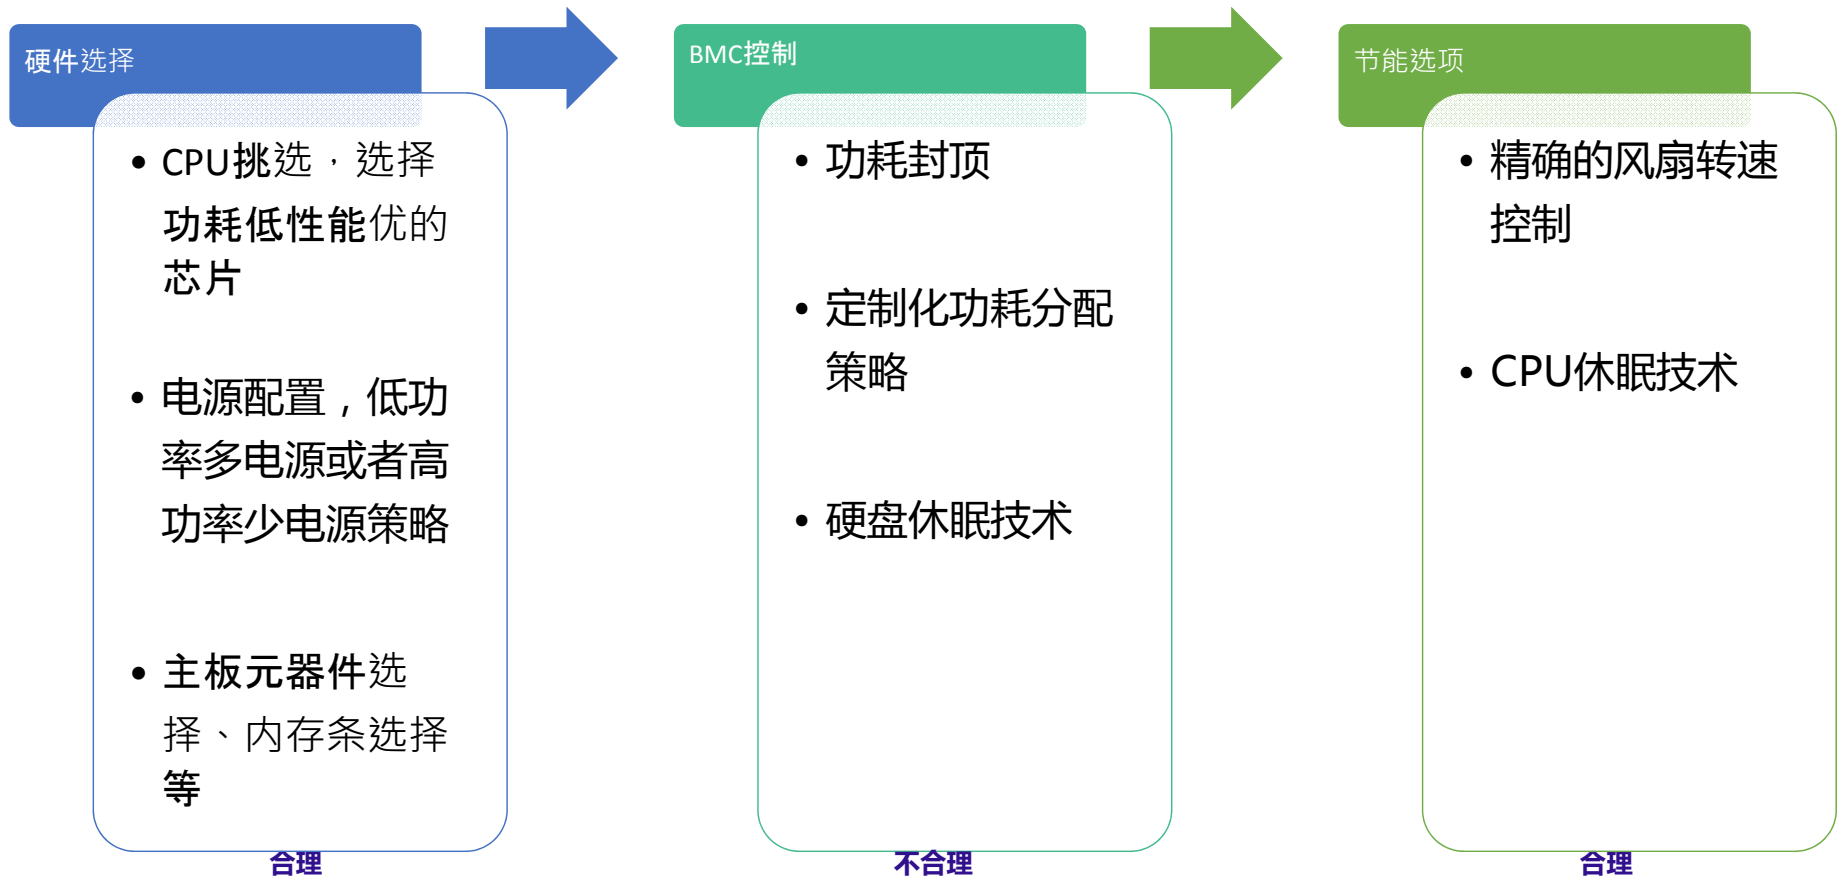 硬件选择
• CPU挑选，选择
功耗低性能优的
芯片
• 电源配置，低功
率多电源或者高
功率少电源策略
• 主板元器件选
择、内存条选择
等
合理
BMC控制
• 功耗封顶
• 定制化功耗分配
策略
• 硬盘休眠技术
不合理
节能选项
• 精确的风扇转速
控制
• CPU休眠技术
合理